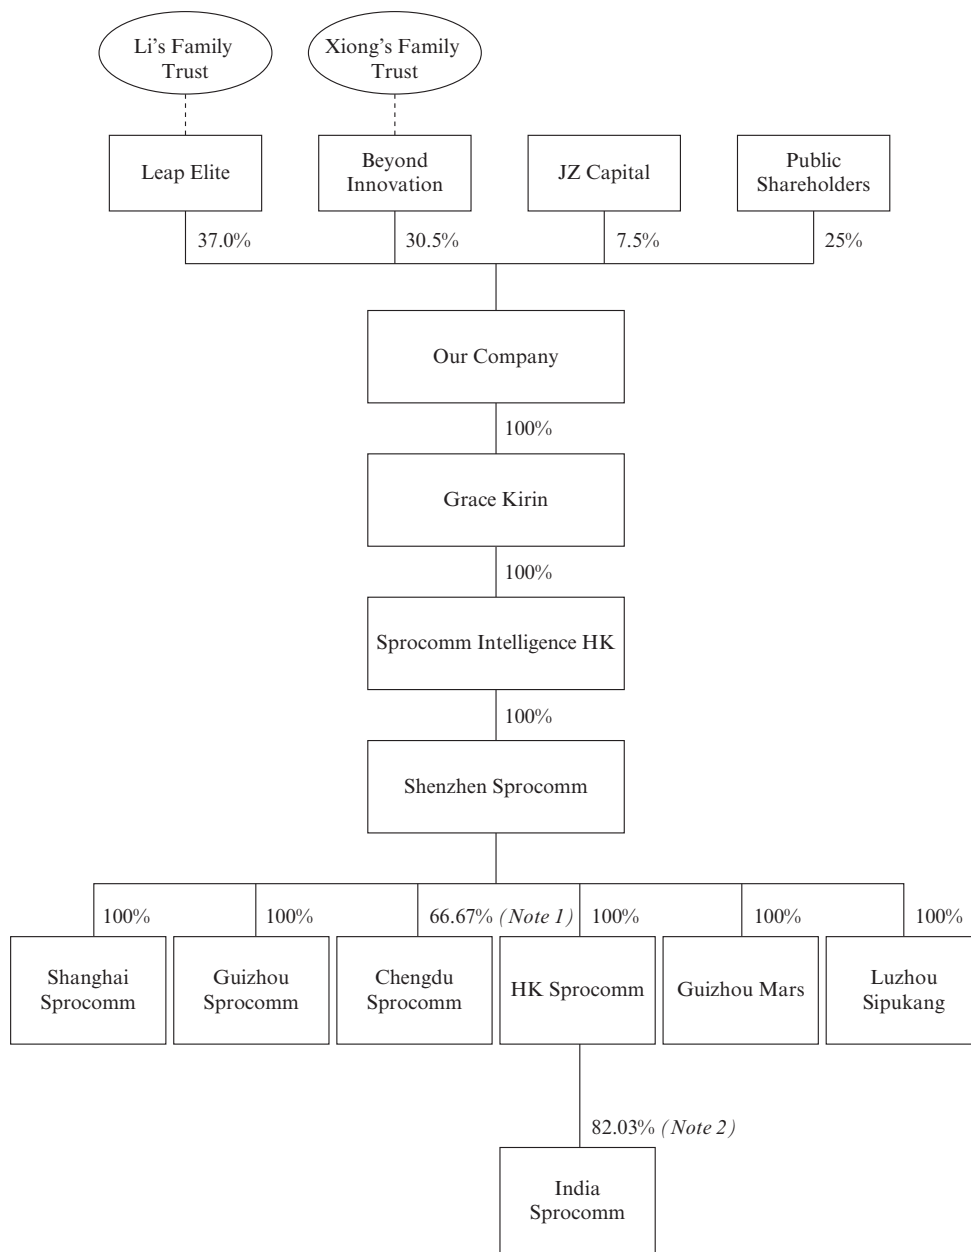 Li's Family
Trust
Xiong's Family
Trust
Leap Elite
Beyond
Innovation
JZ Capital
Public
Shareholders
37.0%
30.5%
7.5%
25%
Our Company
100%
Grace Kirin
100%
Sprocomm Intelligence HK
100%
Shenzhen Sprocomm
100%
100%
66.67% (Note 1)
100%
100%
100%
Shanghai
Sprocomm
Guizhou
Sprocomm
Chengdu
Sprocomm
HK Sprocomm
Guizhou Mars
Luzhou
Sipukang
82.03% (Note 2)
India
Sprocomm